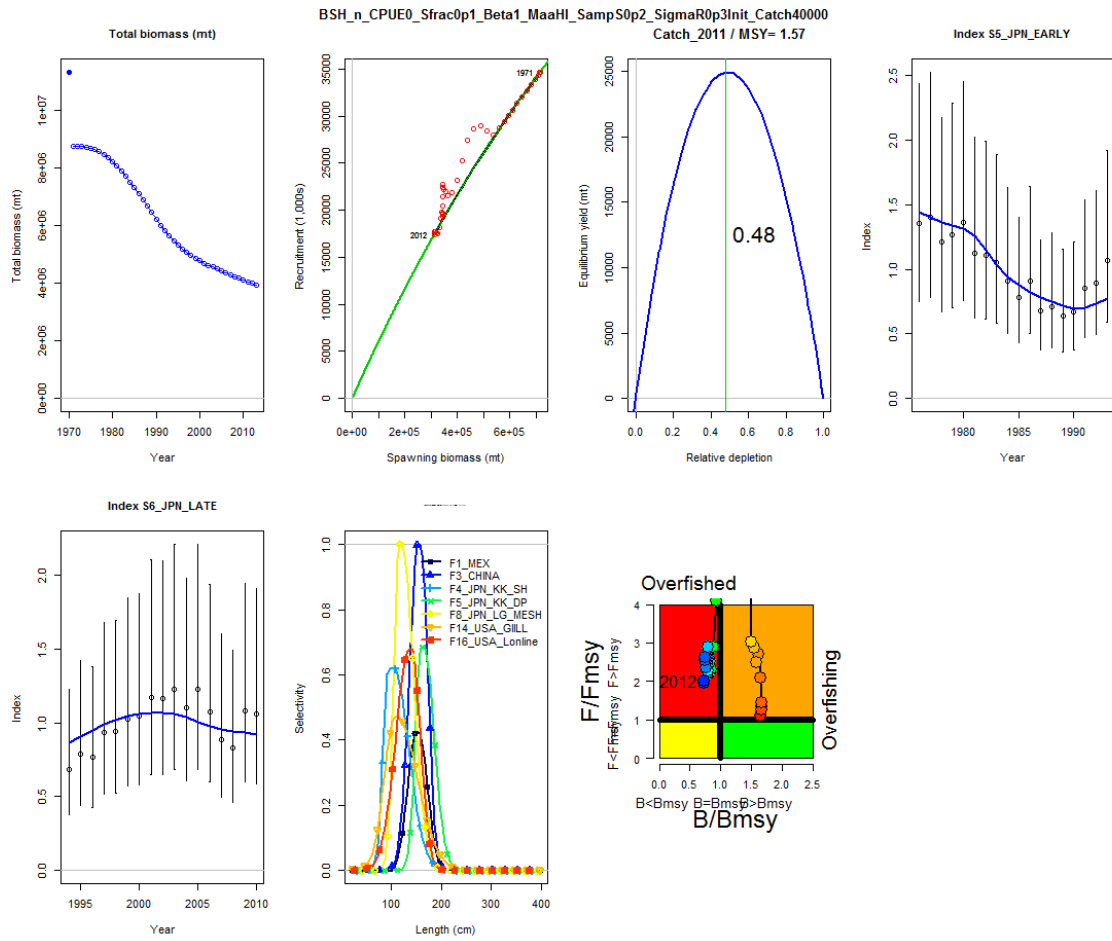 BSH_n_CPUE0_Sfrac0p1_Beta1_MaaHI_SampS0p2_SigmaR0p3Init_Catch40000
Total biomass (mt)
Catch_2011 / MSY= 1.57
Index S5_JPN_EARLY
Total biomass (mt)
0e+00 2e+06 4e+06 6e+06 8e+06 1e+07
1970 1980 1990 2000 2010
Year
Recruitment (1,000s)
0 5000 10000 15000 20000 25000 30000 35000
1971
2012
0e+00 2e+05 4e+05 6e+05
Spawning biomass (mt)
Equilibrium yield (mt)
0 5000 10000 15000 20000 25000
0.48
0.0 0.2 0.4 0.6 0.8 1.0
Relative depletion
Index
0.0 0.5 1.0 1.5 2.0 2.5
1980 1985 1990
Year
Index S6_JPN_LATE
Index
0.0 0.5 1.0 1.5 2.0
1995 2000 2005 2010
Year
Selectivity
0.0 0.2 0.4 0.6 0.8 1.0
F1_MEX
F3_CHINA
F4_JPN_KK_SH
F5_JPN_KK_DP
F8_JPN_LG_MESH
F14_USA_GIILL
F16_USA_Lonline
100 200 300 400
Length (cm)
Overfished
F/Fmsy
F>Fmsy
0 1 2 3 4
2012
Overfishing
0.0 0.5 1.0 1.5 2.0 2.5
B<Bmsy B=Bmsy B>Bmsy
B/Bmsy